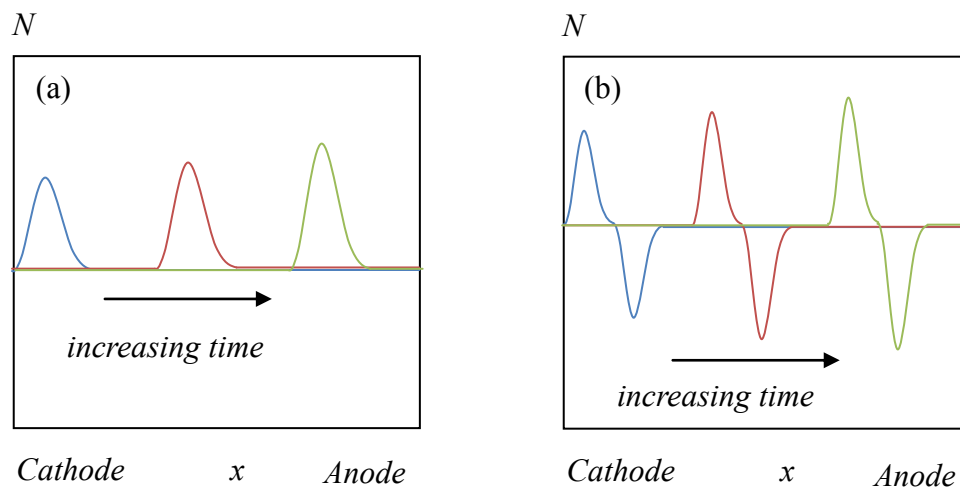 N
(a)
increasing time
Cathode x Anode
N
(b)
increasing time
Cathode x Anode